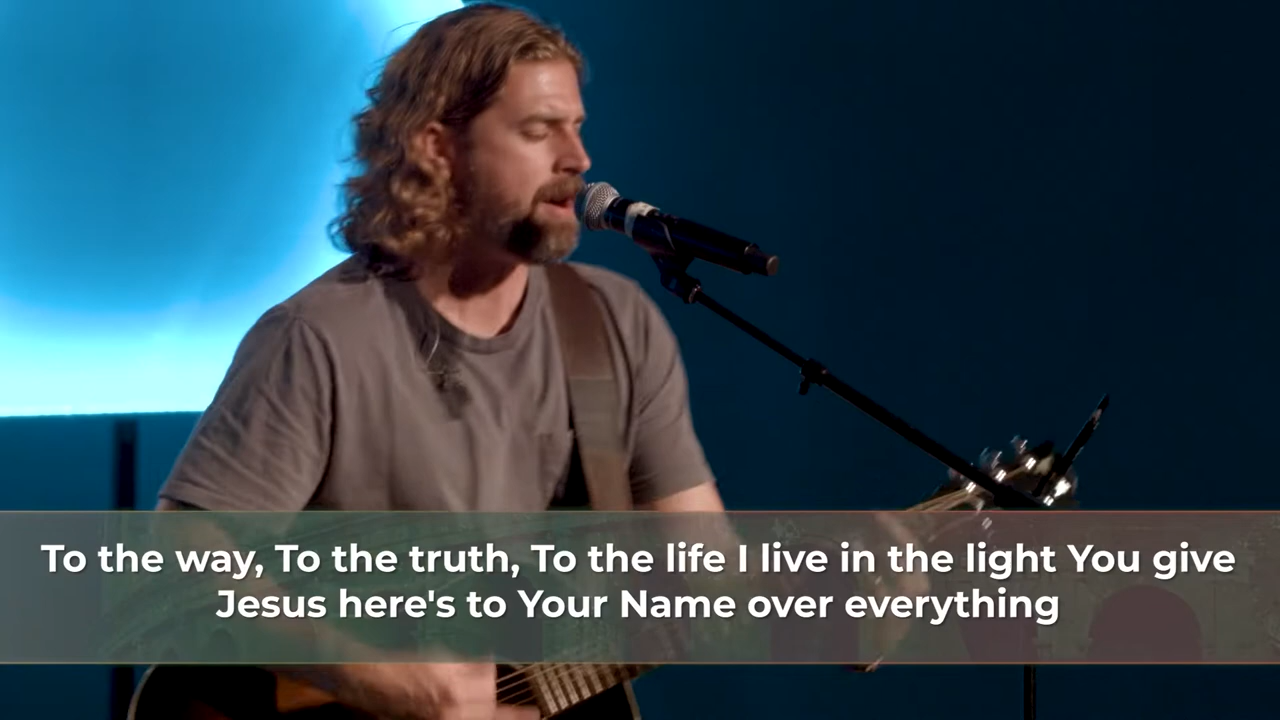 To the way, To the truth, To the life I live in the light You give
Jesus here's to Your Name over everything